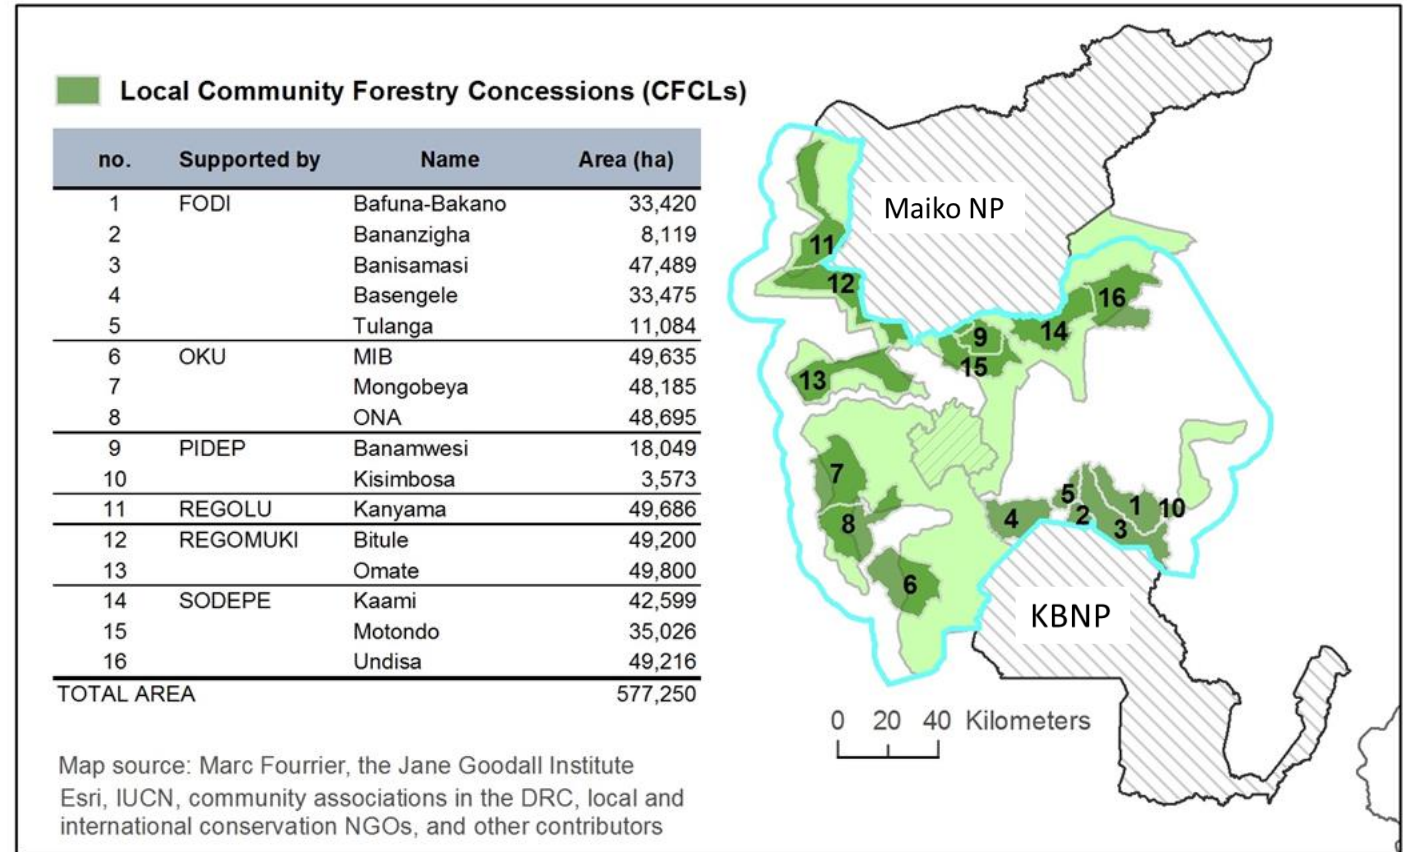 Local Community Forestry Concessions (CFCLs)
no. Supported by Name Area (ha)
1 FODI Bafuna-Bakano 33,420
2 Bananzigha 8,119
3 Banisamasi 47,489
4 Basengele 33,475
5 Tulanga 11,084
6 OKU MIB 49,635
7 Mongobeya 48,185
8 ONA 48,695
9 PIDEP Banamwesi 18,049
10 Kisimbosa 3,573
11 REGOLU Kanyama 49,686
12 REGOMUKI Bitule 49,200
13 Omate 49,800
14 SODEPE Kaami 42,599
15 Motondo 35,026
16 Undisa 49,216
TOTAL AREA 577,250
Map source: Marc Fourrier, the Jane Goodall Institute
Esri, IUCN, community associations in the DRC, local and
international conservation NGOs, and other contributors
Maiko NP
11
12
16
9
14
15
13
7
5
1
10
8
4
2
3
6
KBNP
0 20 40 Kilometers